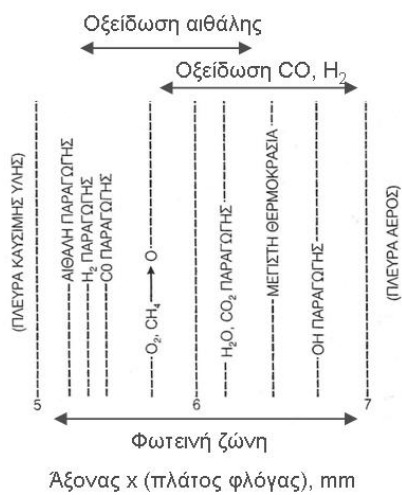 Οξείδωση αιθάλης
Οξείδωση CO, H₂
(ΠΛΕΥΡΑ ΚΑΥΣΙΜΗΣ ΥΛΗΣ)
ΑΙΘΑΛΗ ΠΑΡΑΓΩΓΗΣ
H₂ ΠΑΡΑΓΩΓΗΣ
C0 ΠΑΡΑΓΩΓΗΣ
O₂, CH₄ → O
H₂O, CO₂ ΠΑΡΑΓΩΓΗΣ
ΜΕΓΙΣΤΗ ΘΕΡΜΟΚΡΑΣΙΑ
OH ΠΑΡΑΓΩΓΗΣ
(ΠΛΕΥΡΑ ΑΕΡΟΣ)
5 6 7
Φωτεινή ζώνη
Άξονας x (πλάτος φλόγας), mm